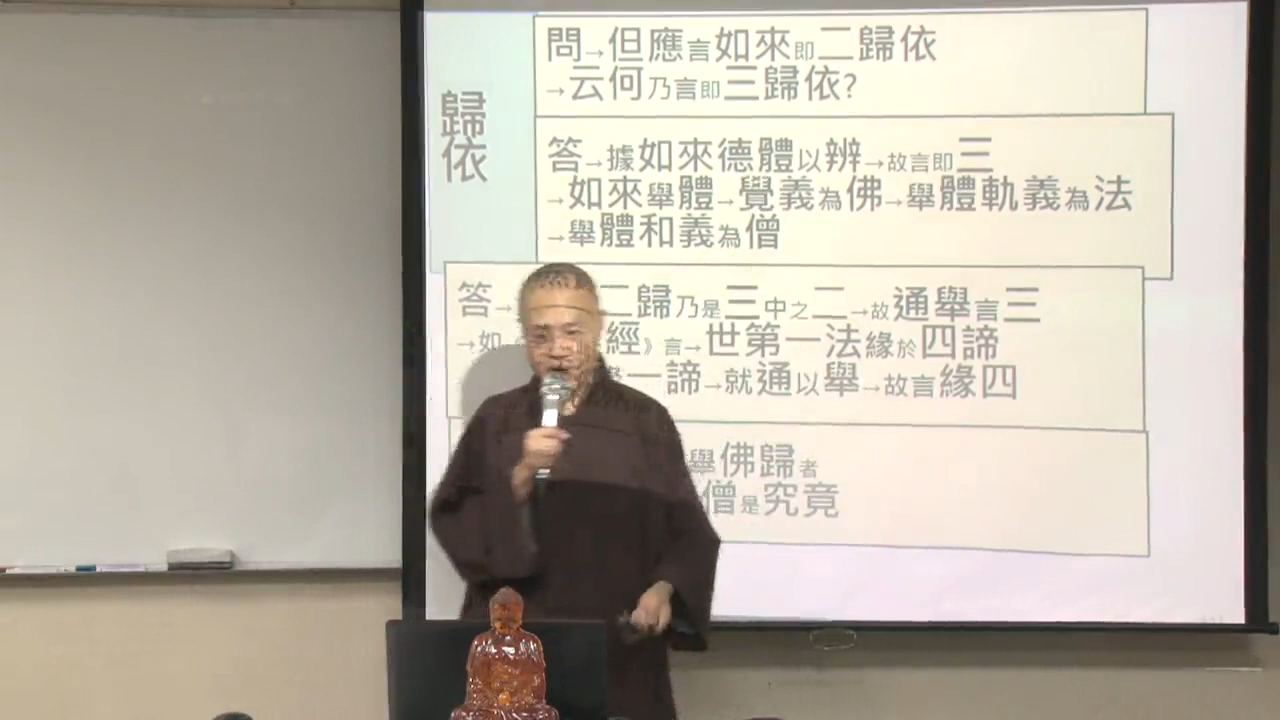 歸依
問→但應言如來即二歸依
→云何乃言即三歸依?
答→據如來德體以辨→故言即三
→如來舉體→覺義為佛→舉體軌義為法
→舉體和義為僧
答→二歸乃是三中之二→故通舉言三
→如《經》言→世第一法緣於四諦
一諦→就通以舉→故言緣四
舉佛歸者
僧是究竟